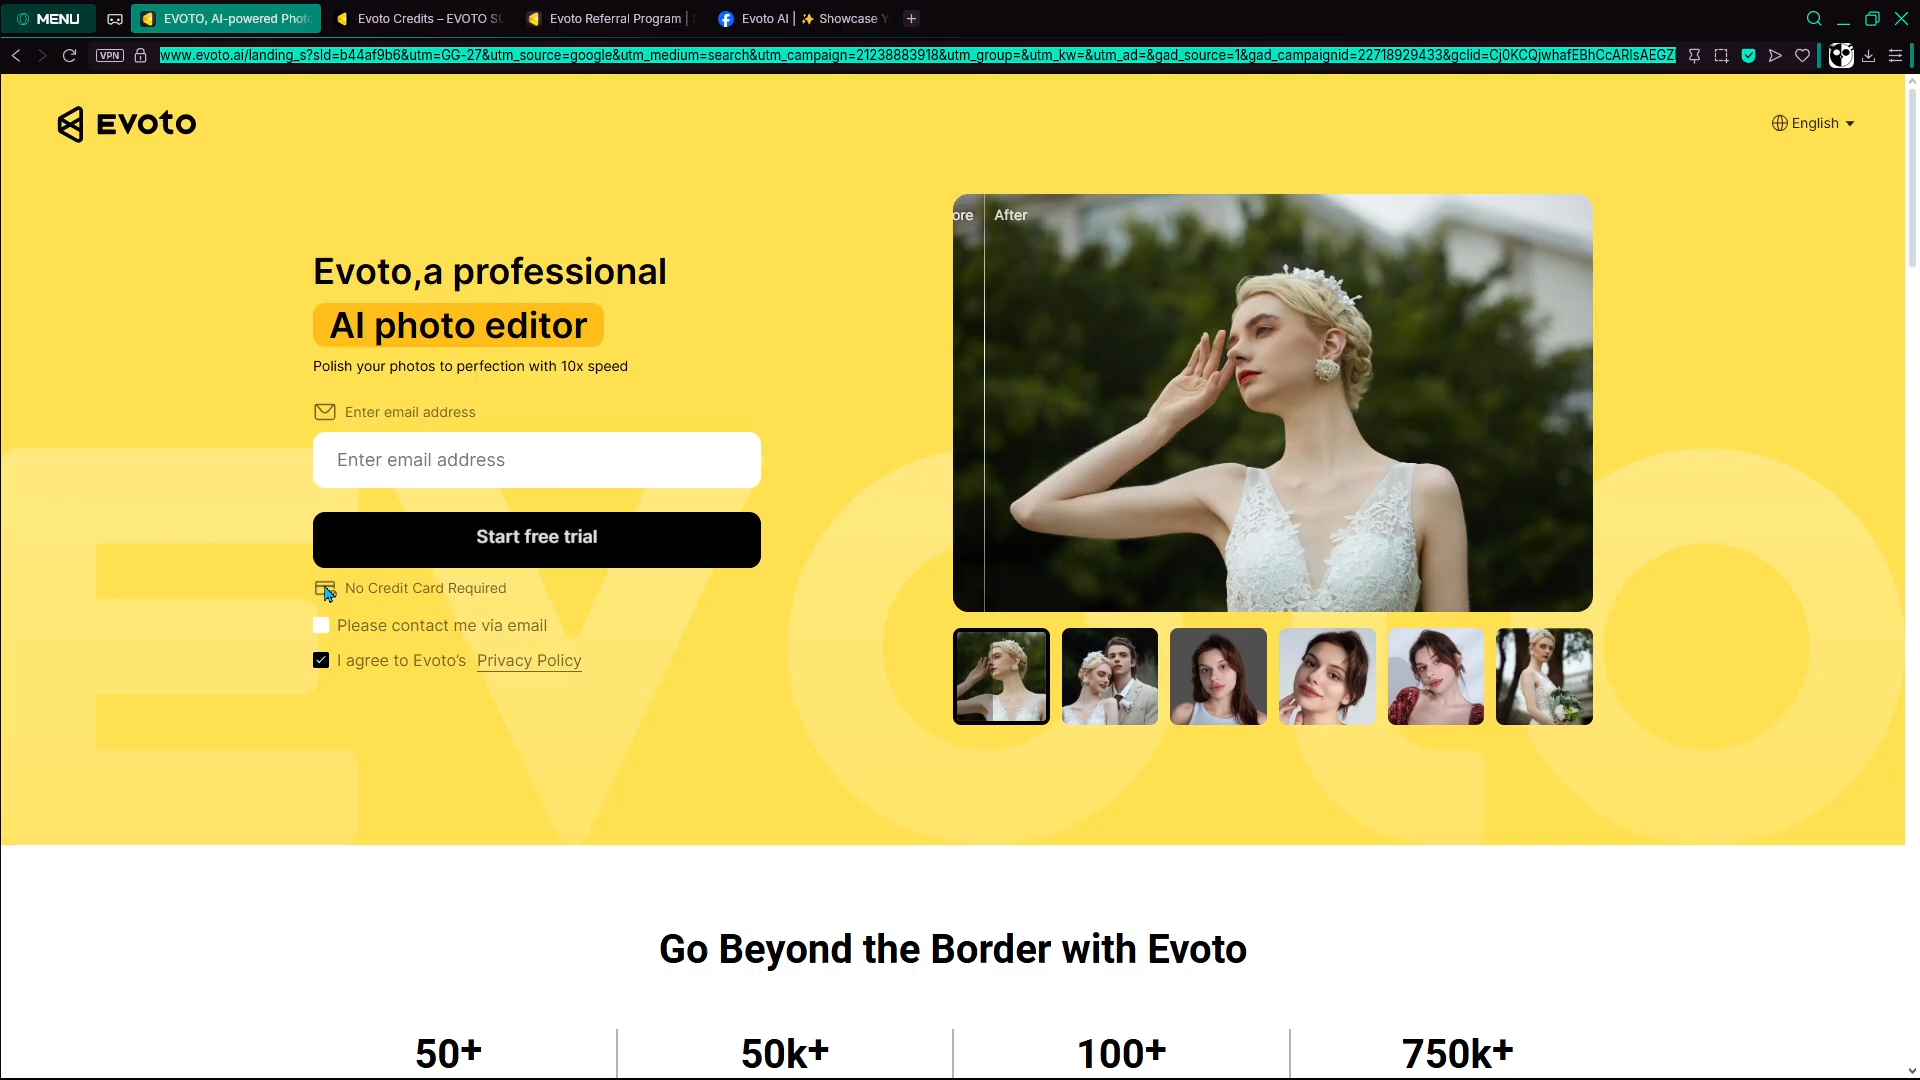 MENU
EVOTO, AI-powered Phot
Evoto Credits – EVOTO SU
Evoto Referral Program |
Evoto AI | ✨ Showcase Y
VPN
www.evoto.ai/landing_s?sld=b44af9b6&utm=GG-27&utm_source=google&utm_medium=search&utm_campaign=21238883918&utm_group=&utm_kw=&utm_ad=&gad_source=1&gad_campaignid=22718929433&gclid=Cj0KCQjwhafEBhCcARIsAEGZ
EVOTO
English
ore
After
Evoto,a professional
AI photo editor
Polish your photos to perfection with 10x speed
Enter email address
Enter email address
Start free trial
No Credit Card Required
Please contact me via email
I agree to Evoto’s Privacy Policy
Evoto
Go Beyond the Border with Evoto
50+
50k+
100+
750k+